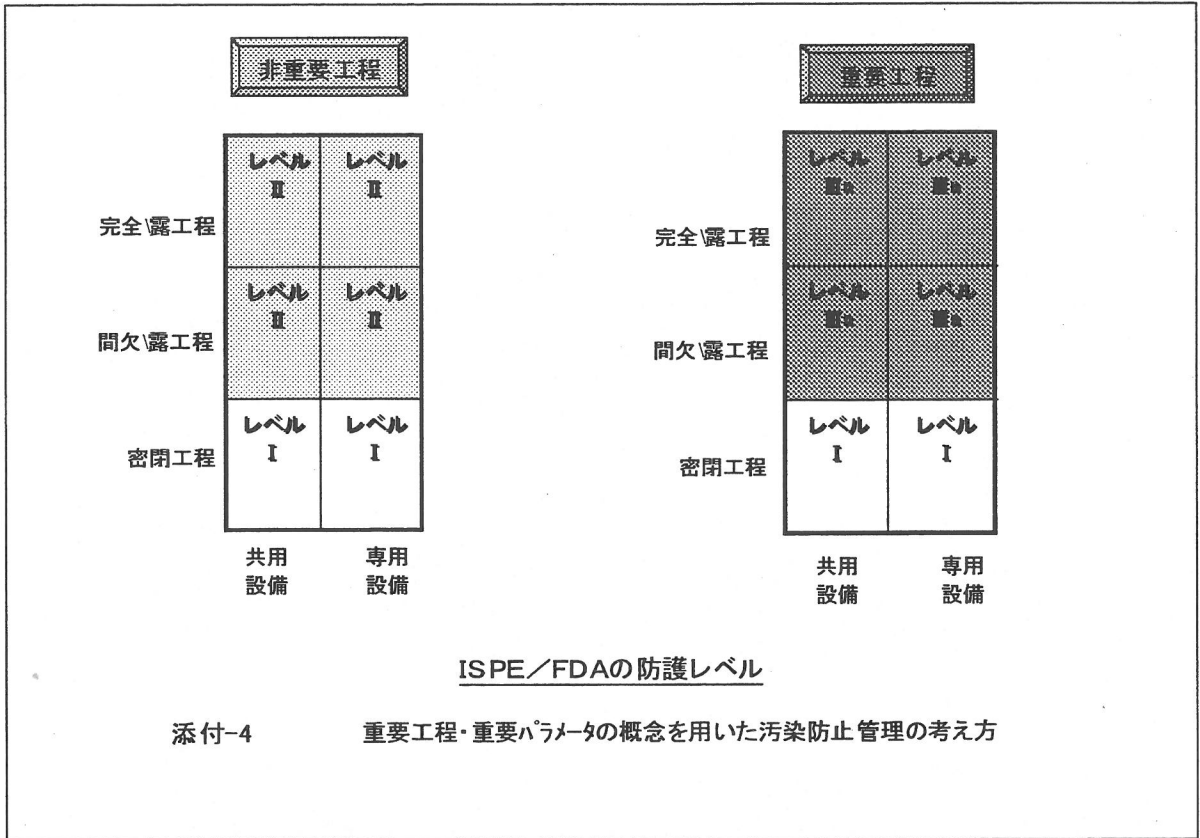 非重要工程
レベル
Ⅱ
レベル
Ⅱ
完全\露工程
レベル
Ⅱ
レベル
Ⅱ
間欠\露工程
レベル
Ⅰ
レベル
Ⅰ
密閉工程
共用
設備
専用
設備
重要工程
レベル
Ⅲa
レベル
Ⅲa
完全\露工程
レベル
Ⅲa
レベル
Ⅲa
間欠\露工程
レベル
Ⅰ
レベル
Ⅰ
密閉工程
共用
設備
専用
設備
ISPE/FDAの防護レベル
添付-4 重要工程・重要パラメータの概念を用いた汚染防止管理の考え方